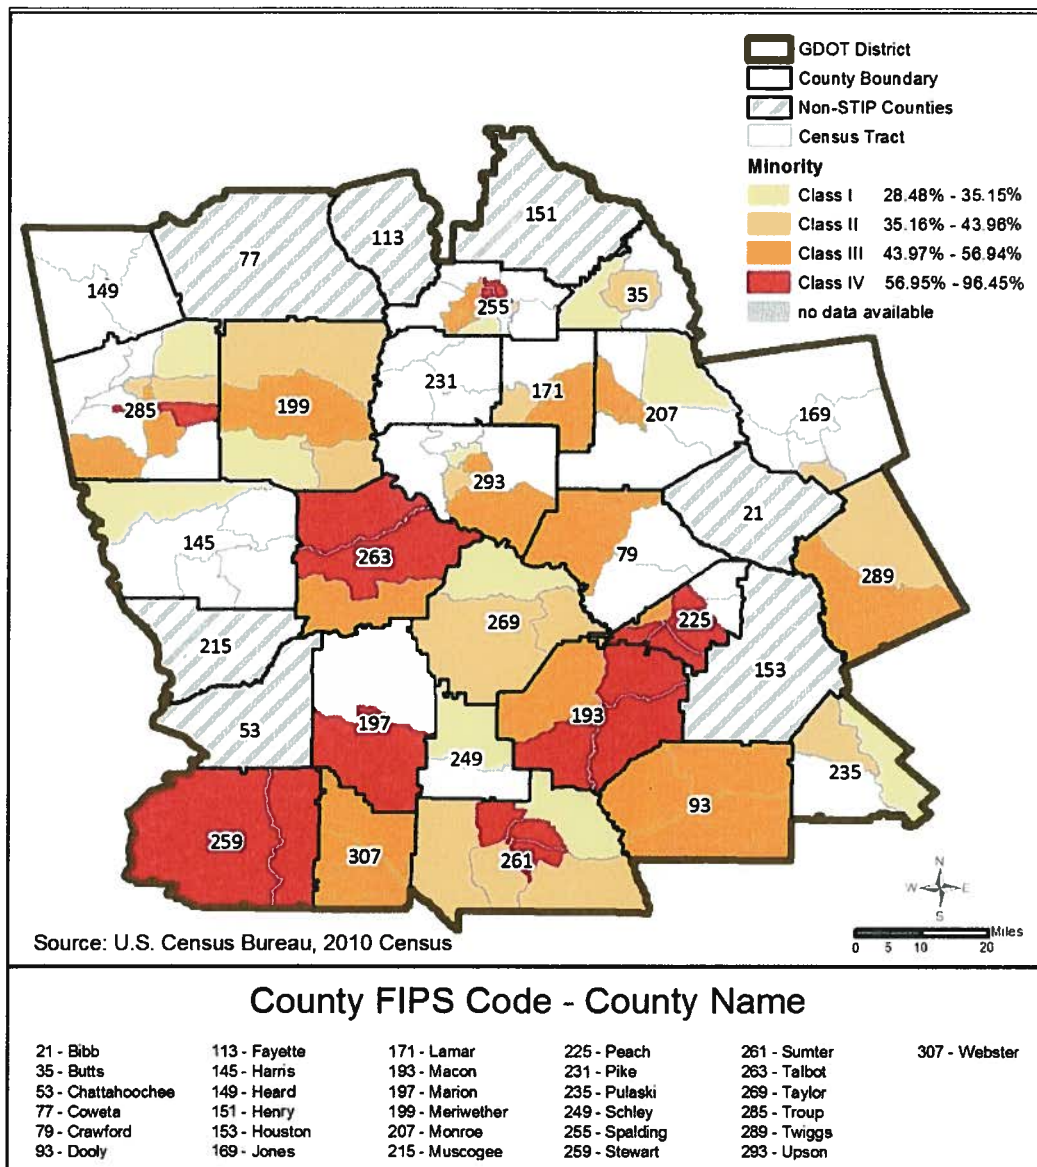 GDOT District
County Boundary
Non-STIP Counties
Census Tract
Minority
Class I 28.48% - 35.15%
Class II 35.16% - 43.96%
Class III 43.97% - 56.94%
Class IV 56.95% - 96.45%
no data available
151
113
77
149
35
255
231
171
285
199
207
169
293
21
145
263
79
289
269
225
215
153
197
193
53
249
235
93
259
307
261
N
W E
S
Miles
0 5 10 20
Source: U.S. Census Bureau, 2010 Census
County FIPS Code - County Name
21 - Bibb
35 - Butts
53 - Chattahoochee
77 - Coweta
79 - Crawford
93 - Dooly
113 - Fayette
145 - Harris
149 - Heard
151 - Henry
153 - Houston
169 - Jones
171 - Lamar
193 - Macon
197 - Marion
199 - Meriwether
207 - Monroe
215 - Muscogee
225 - Peach
231 - Pike
235 - Pulaski
249 - Schley
255 - Spalding
259 - Stewart
261 - Sumter
263 - Talbot
269 - Taylor
285 - Troup
289 - Twiggs
293 - Upson
307 - Webster